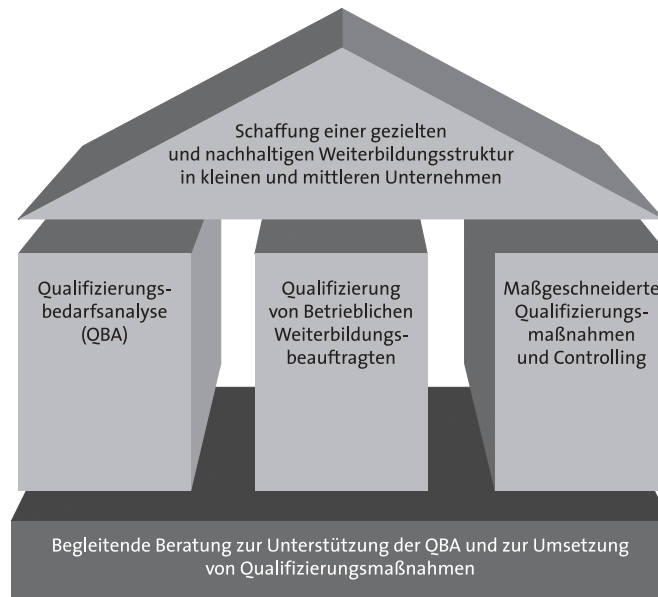 Schaffung einer gezielten
und nachhaltigen Weiterbildungsstruktur
in kleinen und mittleren Unternehmen
Qualifizierungs-
bedarfsanalyse
(QBA)
Qualifizierung
von Betrieblichen
Weiterbildungs-
beauftragten
Maßgeschneiderte
Qualifizierungs-
maßnahmen
und Controlling
Begleitende Beratung zur Unterstützung der QBA und zur Umsetzung
von Qualifizierungsmaßnahmen